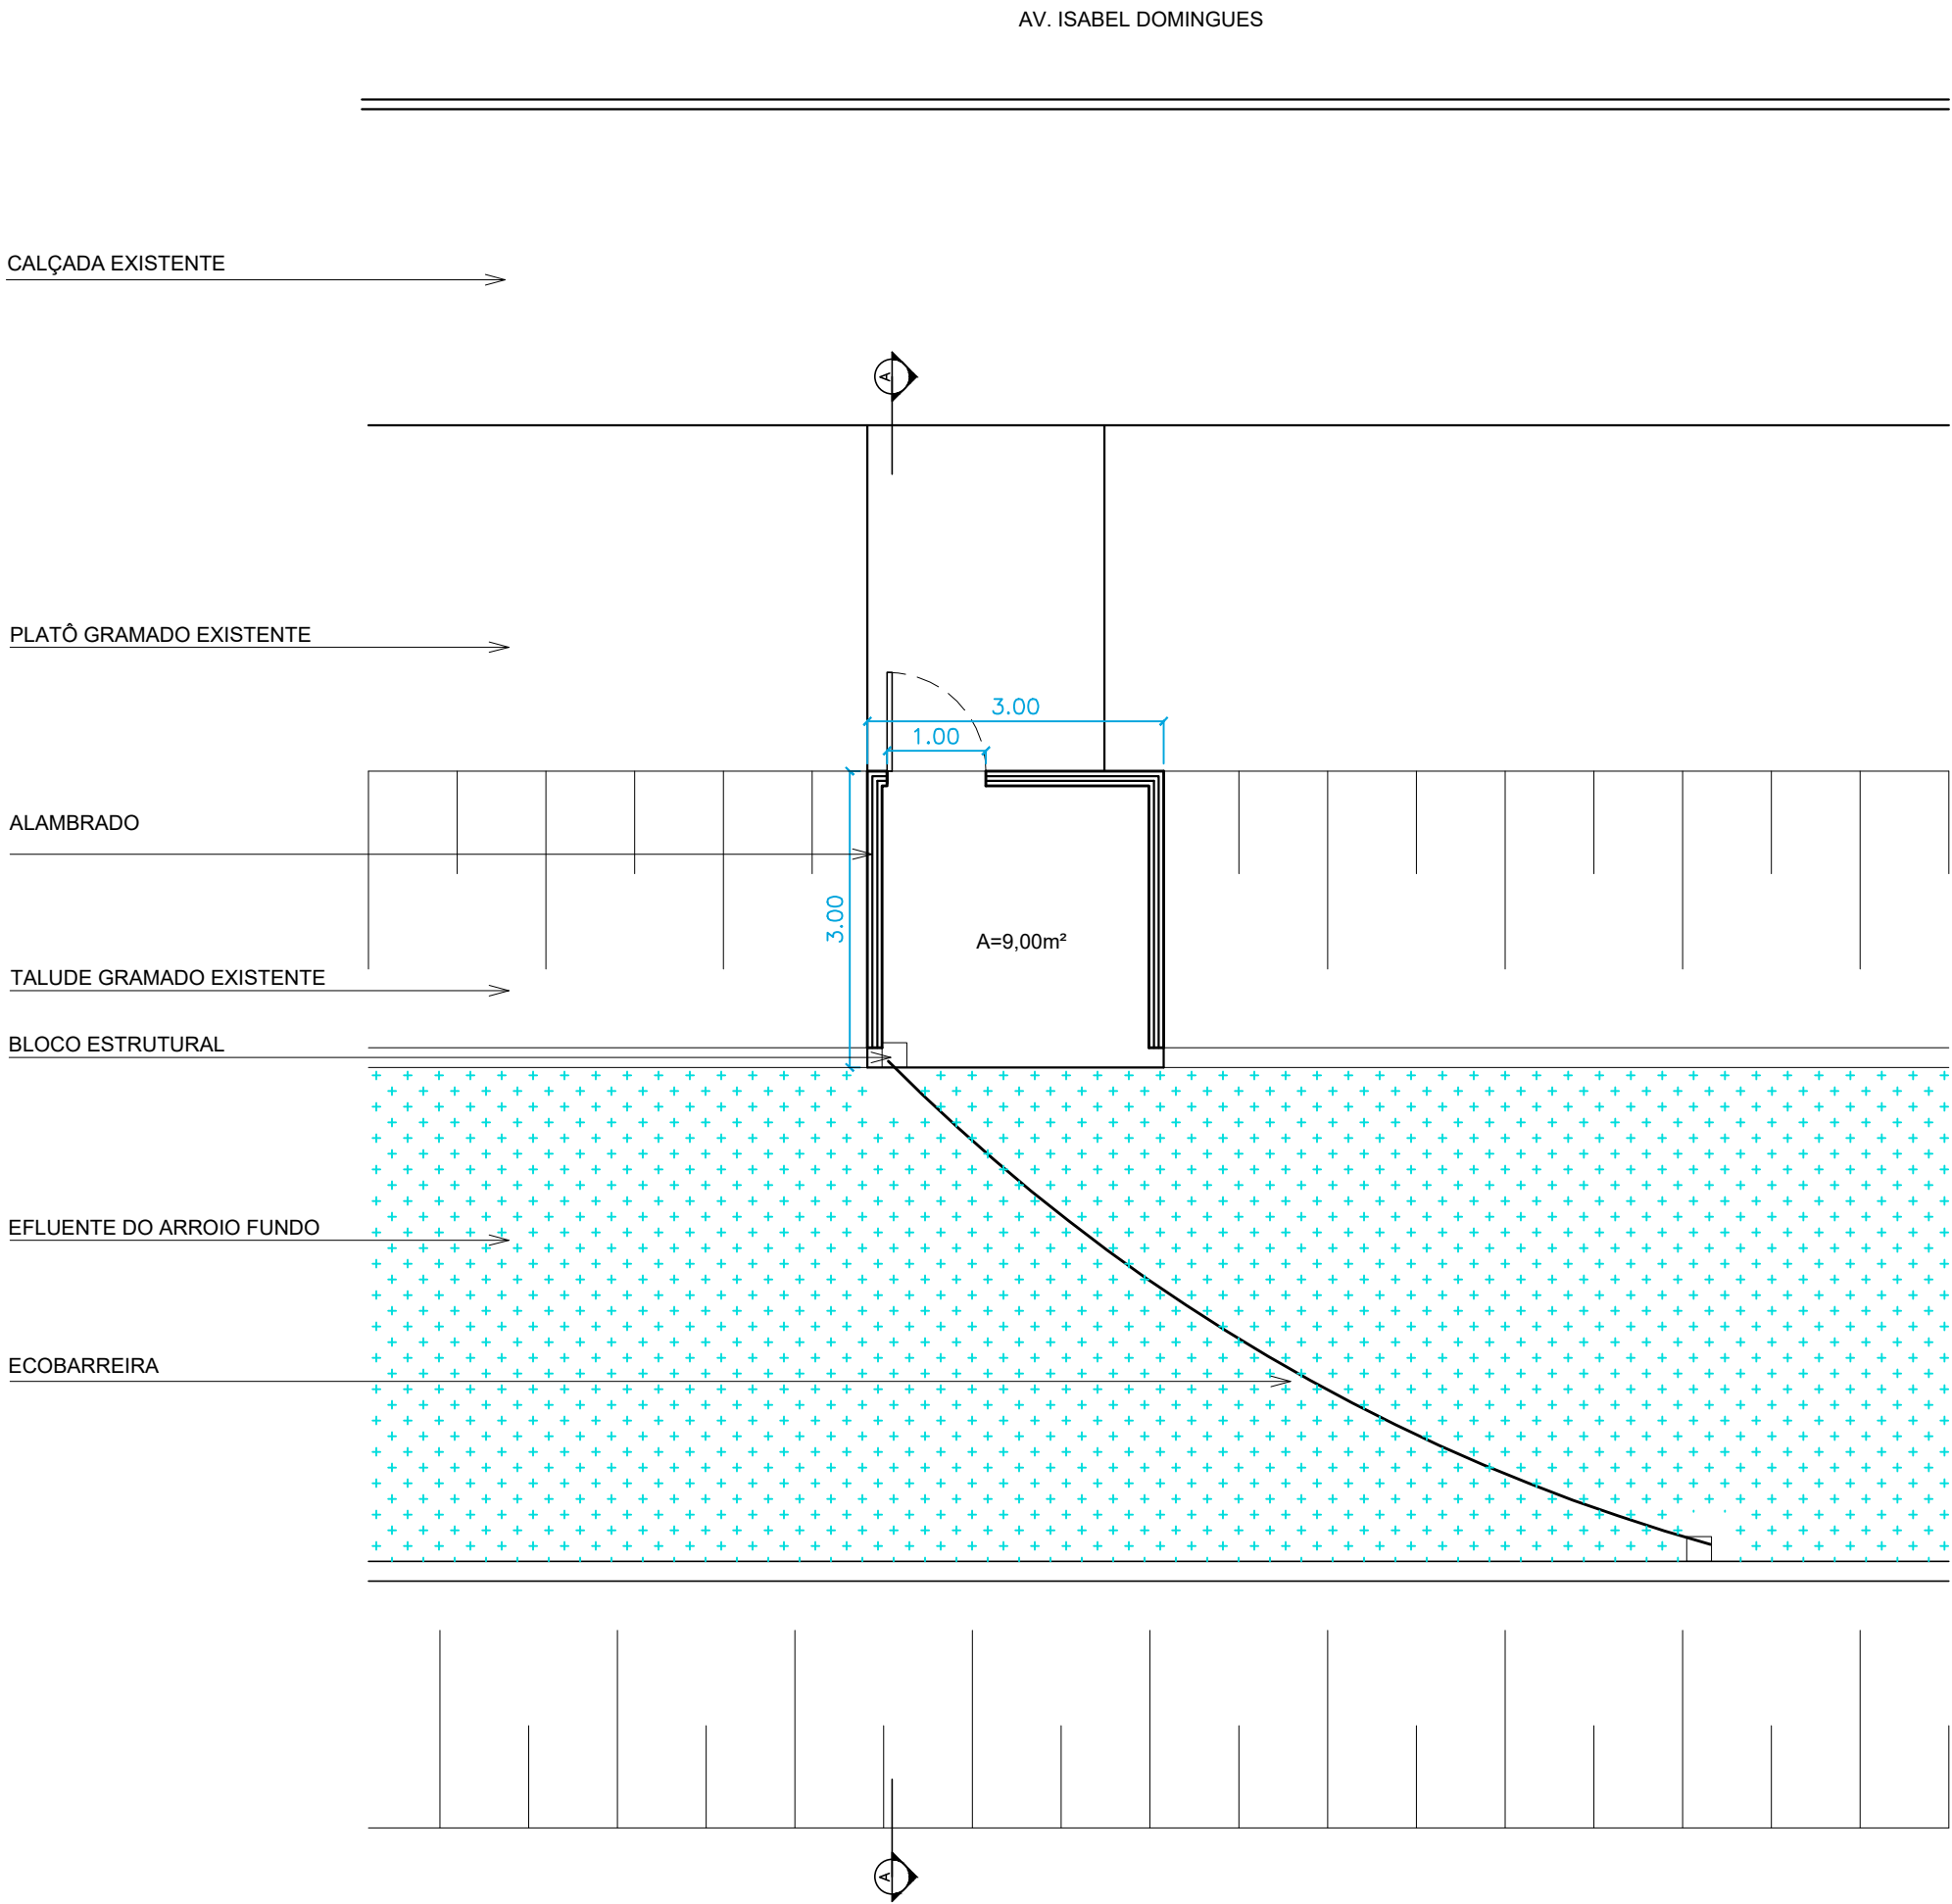 AV. ISABEL DOMINGUES
CALÇADA EXISTENTE
A
PLATÔ GRAMADO EXISTENTE
3.00
1.00
ALAMBRADO
3.00
A=9,00m²
TALUDE GRAMADO EXISTENTE
BLOCO ESTRUTURAL
EFLUENTE DO ARROIO FUNDO
ECOBARREIRA
A